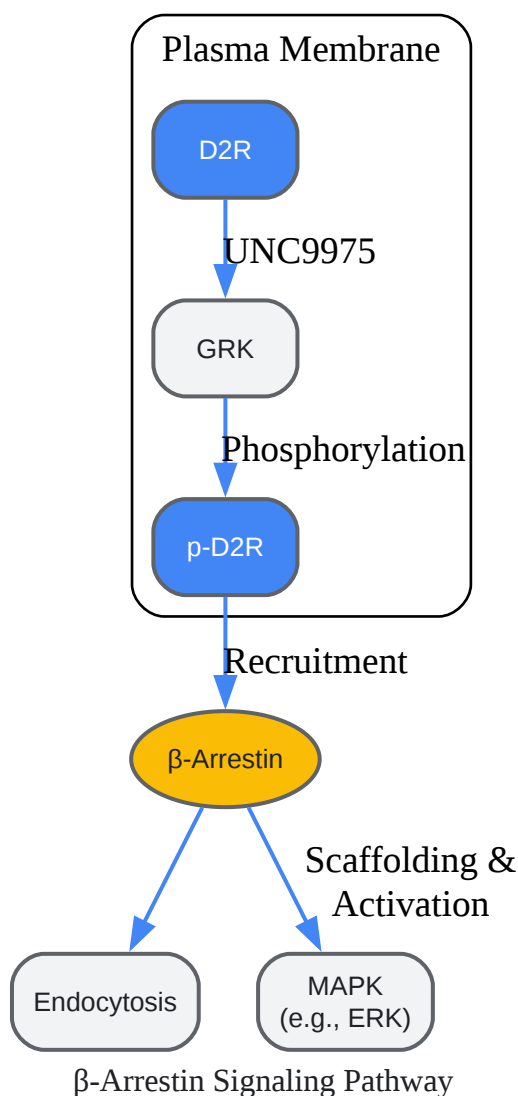 Plasma Membrane
D2R
UNC9975
GRK
Phosphorylation
p-D2R
Recruitment
β-Arrestin
Scaffolding &
Activation
Endocytosis
MAPK
(e.g., ERK)
β-Arrestin Signaling Pathway